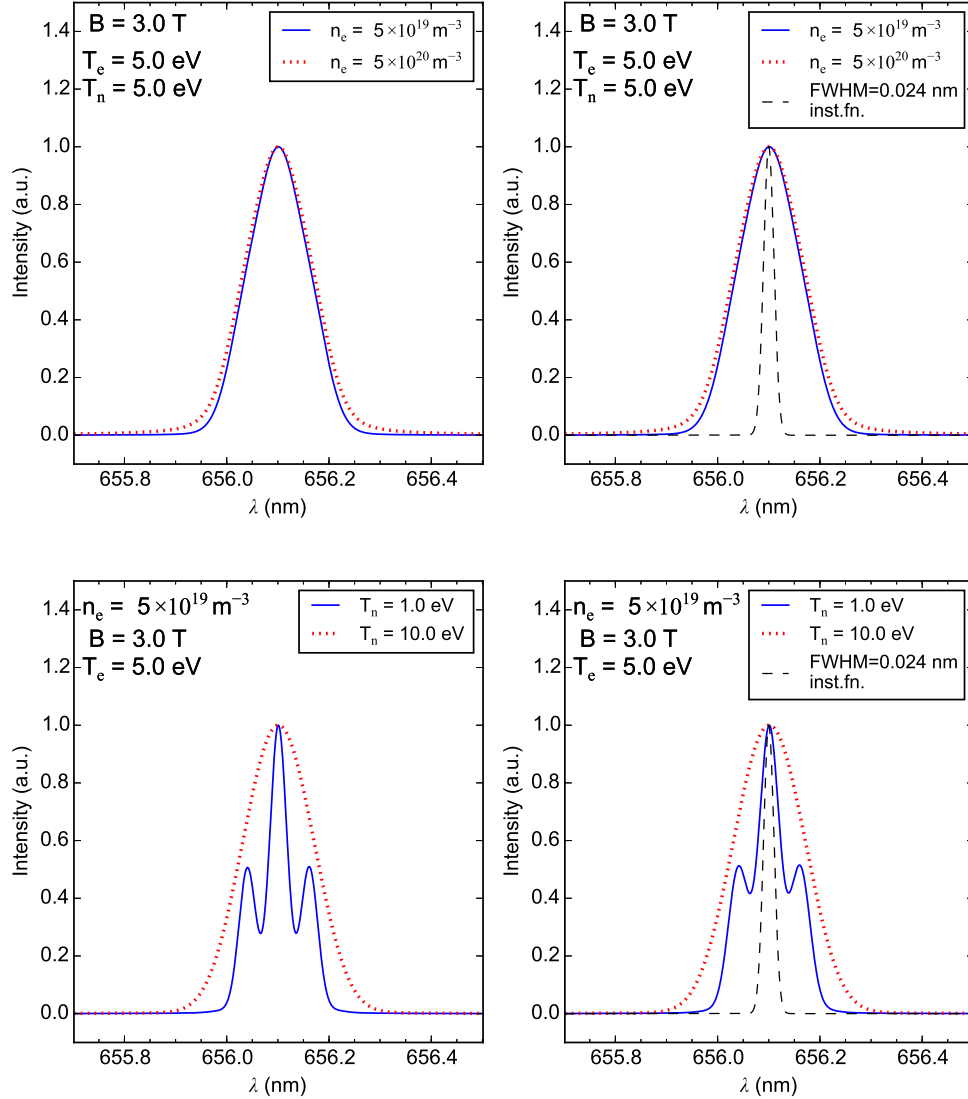 B = 3.0 T
T_e = 5.0 eV
T_n = 5.0 eV
n_e = 5×10^19 m^−3
n_e = 5×10^20 m^−3
1.4
1.2
1.0
0.8
0.6
0.4
0.2
0.0
Intensity (a.u.)
655.8 656.0 656.2 656.4
λ (nm)
B = 3.0 T
T_e = 5.0 eV
T_n = 5.0 eV
n_e = 5×10^19 m^−3
n_e = 5×10^20 m^−3
FWHM=0.024 nm
inst.fn.
1.4
1.2
1.0
0.8
0.6
0.4
0.2
0.0
Intensity (a.u.)
655.8 656.0 656.2 656.4
λ (nm)
n_e = 5×10^19 m^−3
B = 3.0 T
T_e = 5.0 eV
T_n = 1.0 eV
T_n = 10.0 eV
1.4
1.2
1.0
0.8
0.6
0.4
0.2
0.0
Intensity (a.u.)
655.8 656.0 656.2 656.4
λ (nm)
n_e = 5×10^19 m^−3
B = 3.0 T
T_e = 5.0 eV
T_n = 1.0 eV
T_n = 10.0 eV
FWHM=0.024 nm
inst.fn.
1.4
1.2
1.0
0.8
0.6
0.4
0.2
0.0
Intensity (a.u.)
655.8 656.0 656.2 656.4
λ (nm)